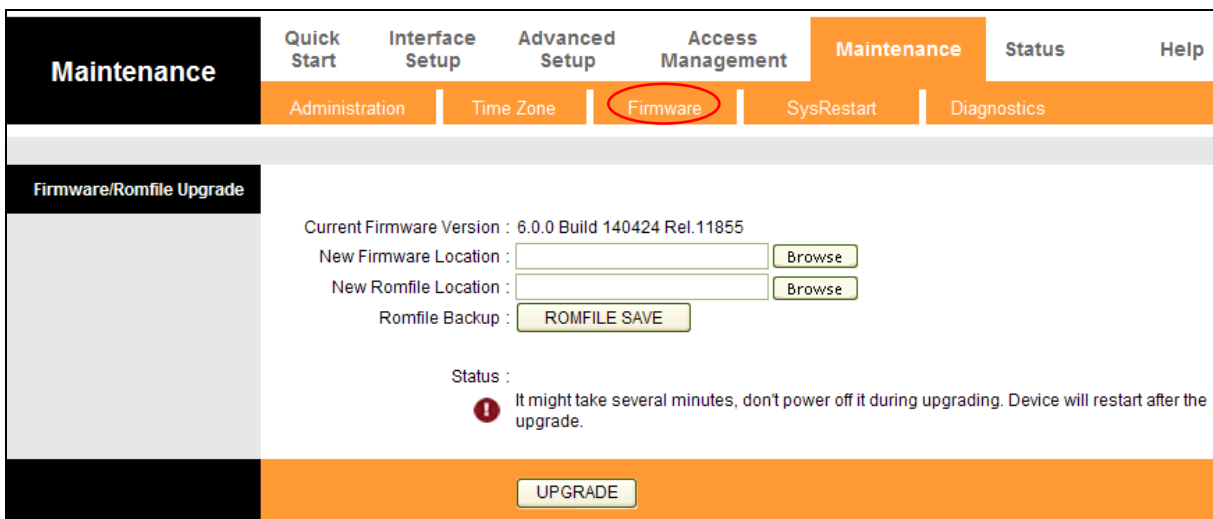 Maintenance
Quick Start
Interface Setup
Advanced Setup
Access Management
Maintenance
Status
Help
Administration
Time Zone
Firmware
SysRestart
Diagnostics
Firmware/Romfile Upgrade
Current Firmware Version : 6.0.0 Build 140424 Rel.11855
New Firmware Location : Browse
New Romfile Location : Browse
Romfile Backup : ROMFILE SAVE
Status :
It might take several minutes, don't power off it during upgrading. Device will restart after the
upgrade.
UPGRADE